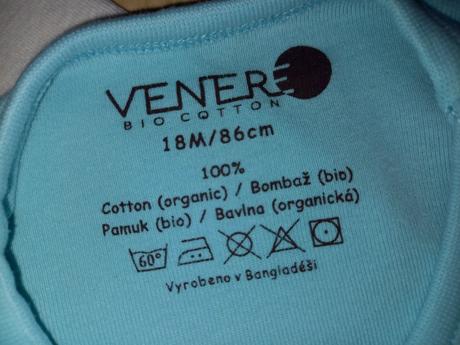 VENERE
BIO COTTON
18M/86cm
100%
Cotton (organic) / Bombaž (bio)
Pamuk (bio) / Bavlna (organická)
60°
Vyrobeno v Bangladéši